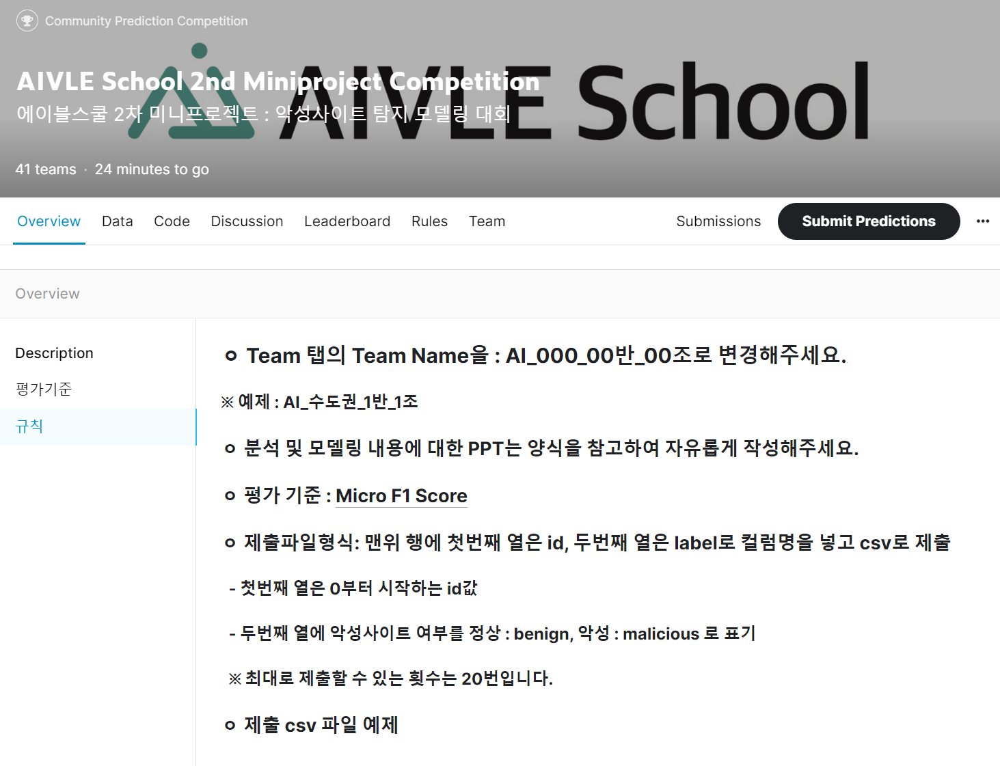 Community Prediction Competition
AIVLE School
AIVLE School 2nd Miniproject Competition
에이블스쿨 2차 미니프로젝트 : 악성사이트 탐지 모델링 대회
41 teams · 24 minutes to go
Overview Data Code Discussion Leaderboard Rules Team Submissions Submit Predictions ···
Overview
Description
평가기준
규칙
ㅇ Team 탭의 Team Name을 : AI_000_00반_00조로 변경해주세요.
※ 예제 : AI_수도권_1반_1조
ㅇ 분석 및 모델링 내용에 대한 PPT는 양식을 참고하여 자유롭게 작성해주세요.
ㅇ 평가 기준 : Micro F1 Score
ㅇ 제출파일형식: 맨위 행에 첫번째 열은 id, 두번째 열은 label로 컬럼명을 넣고 csv로 제출
- 첫번째 열은 0부터 시작하는 id값
- 두번째 열에 악성사이트 여부를 정상 : benign, 악성 : malicious 로 표기
※ 최대로 제출할 수 있는 횟수는 20번입니다.
ㅇ 제출 csv 파일 예제